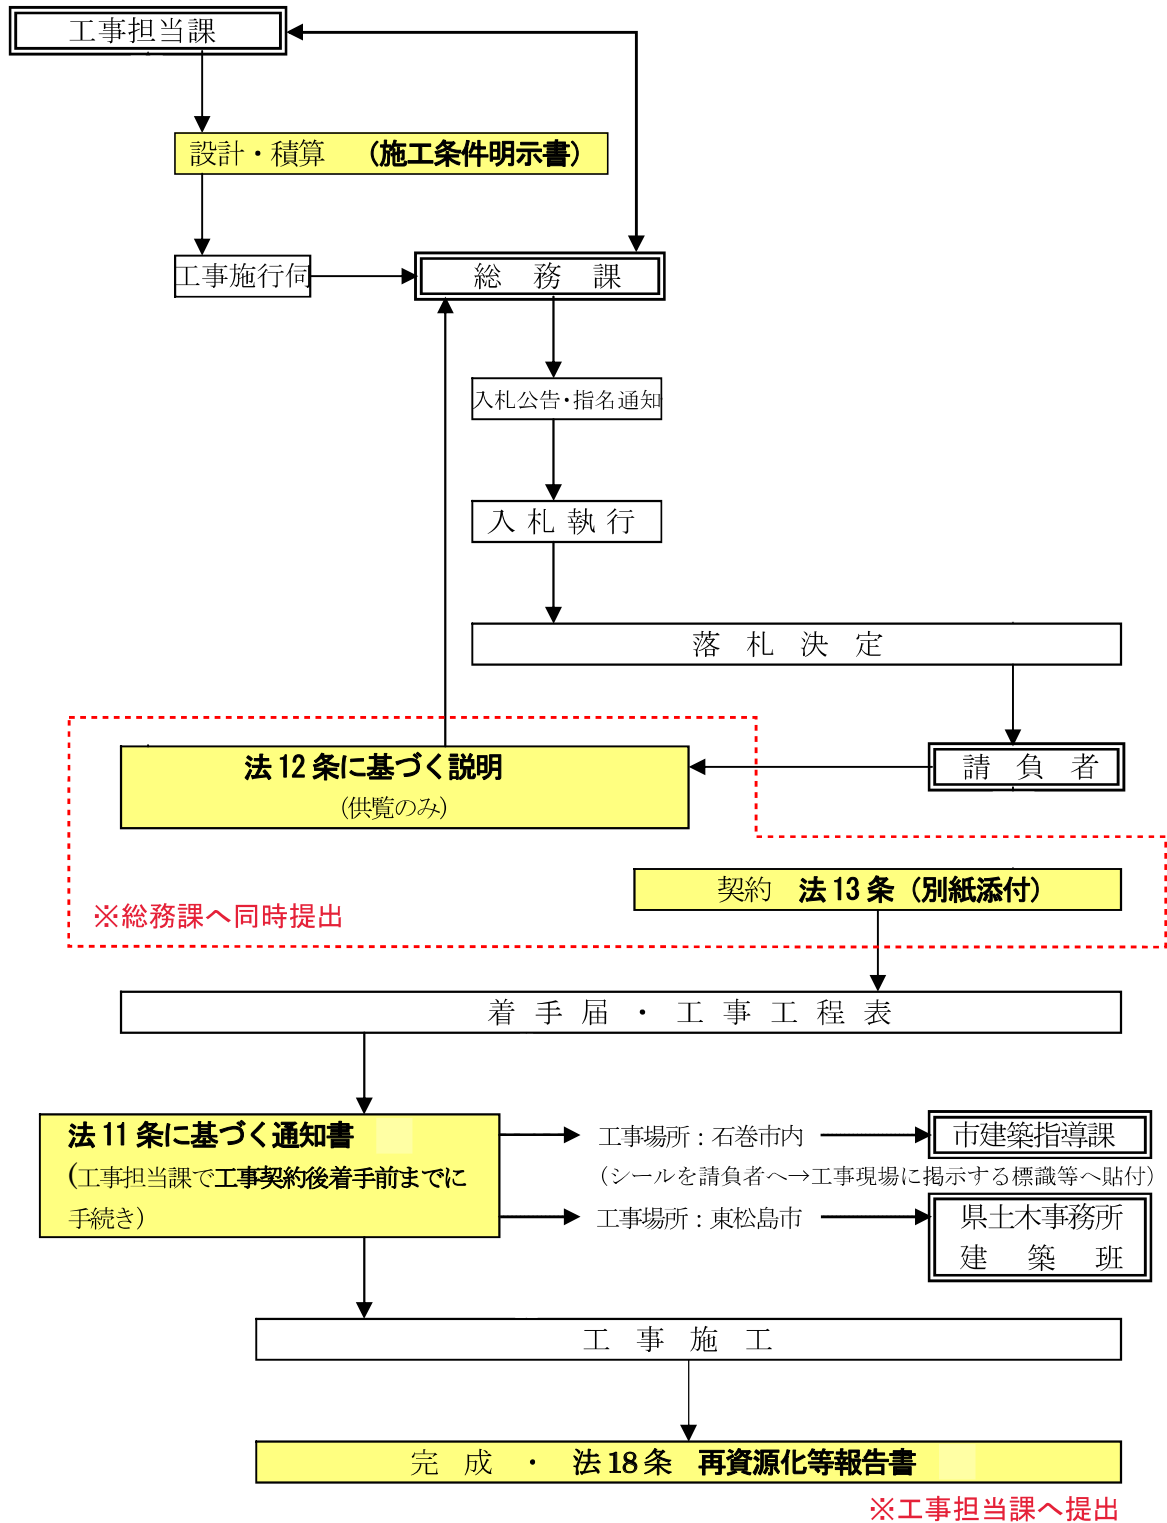 工事担当課
設計・積算　（施工条件明示書）
工事施行伺
総　務　課
入札公告・指名通知
入 札 執 行
落　札　決　定
法 12 条に基づく説明
（供覧のみ）
請　負　者
契約　法 13 条（別紙添付）
※総務課へ同時提出
着 手 届 ・ 工 事 工 程 表
法 11 条に基づく通知書
（工事担当課で工事契約後着手前までに
手続き）
工事場所：石巻市内
市建築指導課
（シールを請負者へ→工事現場に掲示する標識等へ貼付）
工事場所：東松島市
県土木事務所
建　築　班
工　事　施　工
完　成　・　法 18 条　再資源化等報告書
※工事担当課へ提出